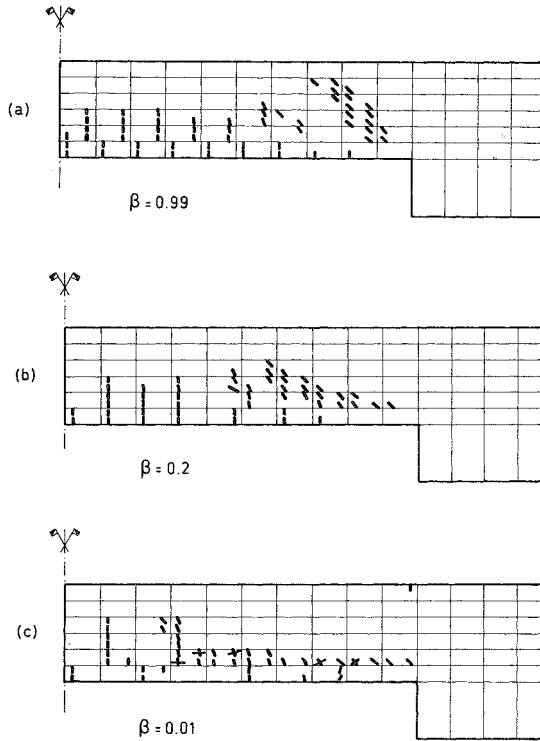 (a)
β = 0.99
(b)
β = 0.2
(c)
β = 0.01